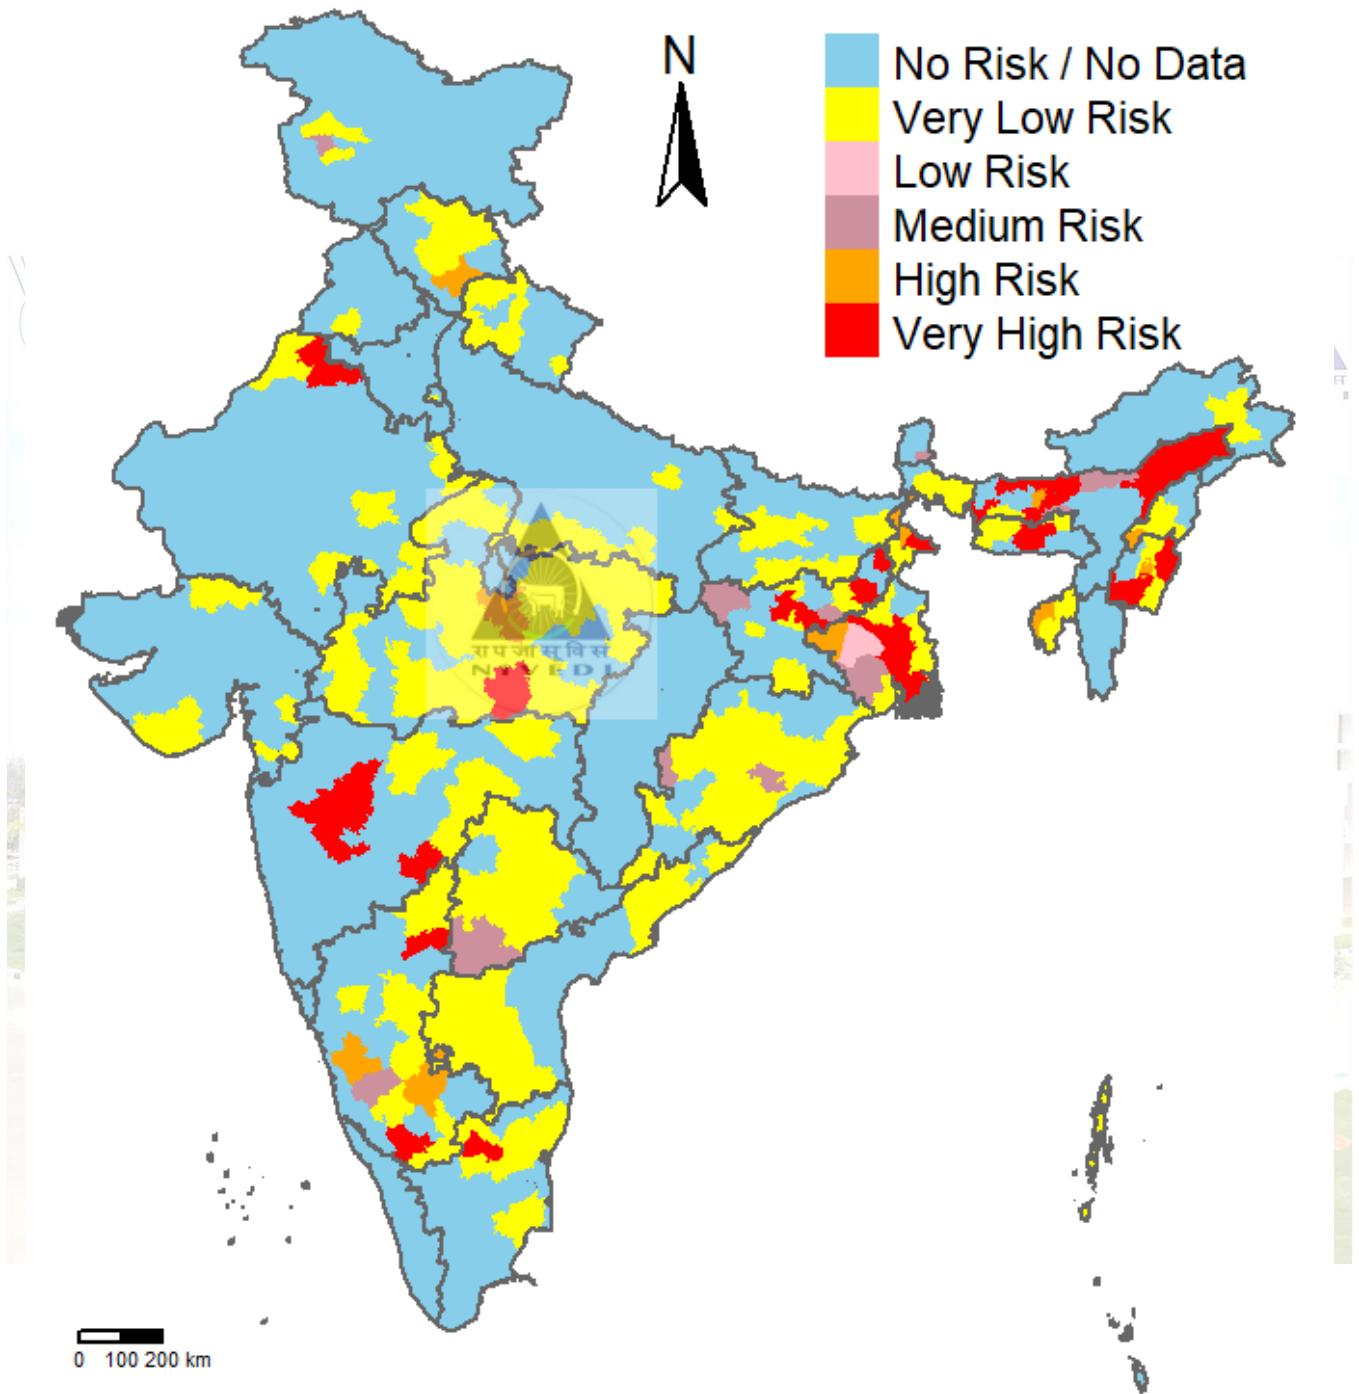 N
No Risk / No Data
Very Low Risk
Low Risk
Medium Risk
High Risk
Very High Risk
रा प जा सू वि सं
N I V E D I
0 100 200 km